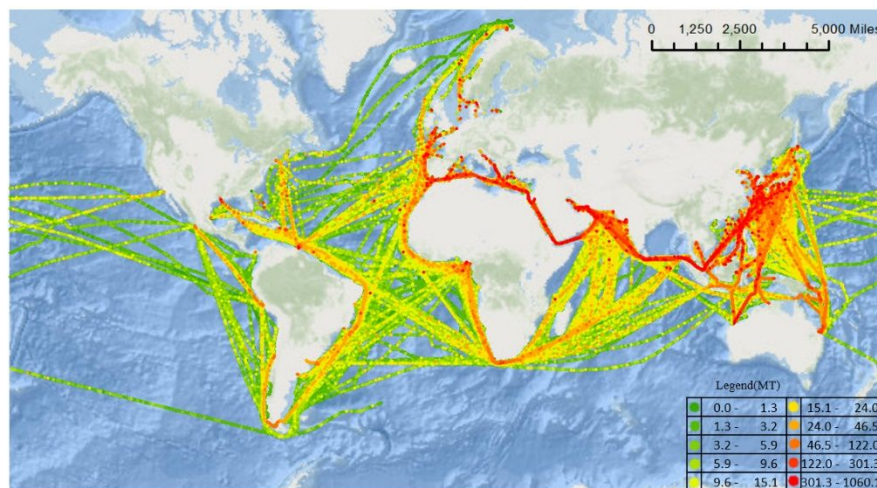 0 1,250 2,500 5,000 Miles
Legend(MT)
0.0 - 1.3 15.1 - 24.0
1.3 - 3.2 24.0 - 46.5
3.2 - 5.9 46.5 - 122.0
5.9 - 9.6 122.0 - 301.3
9.6 - 15.1 301.3 - 1060.1